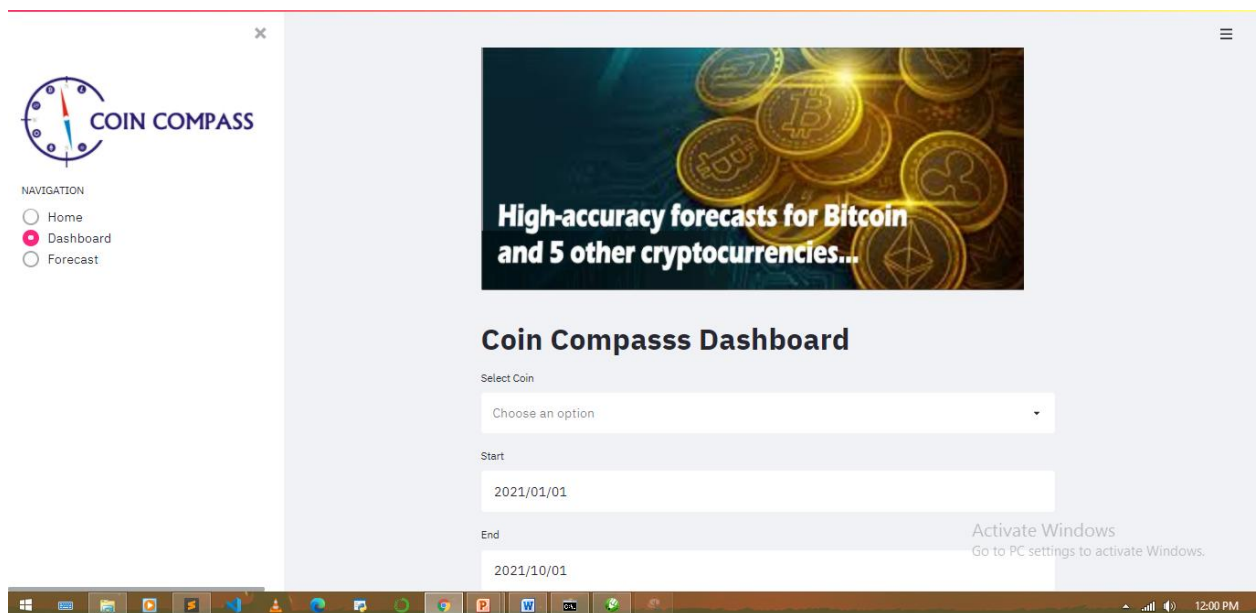 COIN COMPASS
NAVIGATION
Home
Dashboard
Forecast
High-accuracy forecasts for Bitcoin
and 5 other cryptocurrencies...
Coin Compasss Dashboard
Select Coin
Choose an option
Start
2021/01/01
End
2021/10/01
Activate Windows
Go to PC settings to activate Windows.
12:00 PM